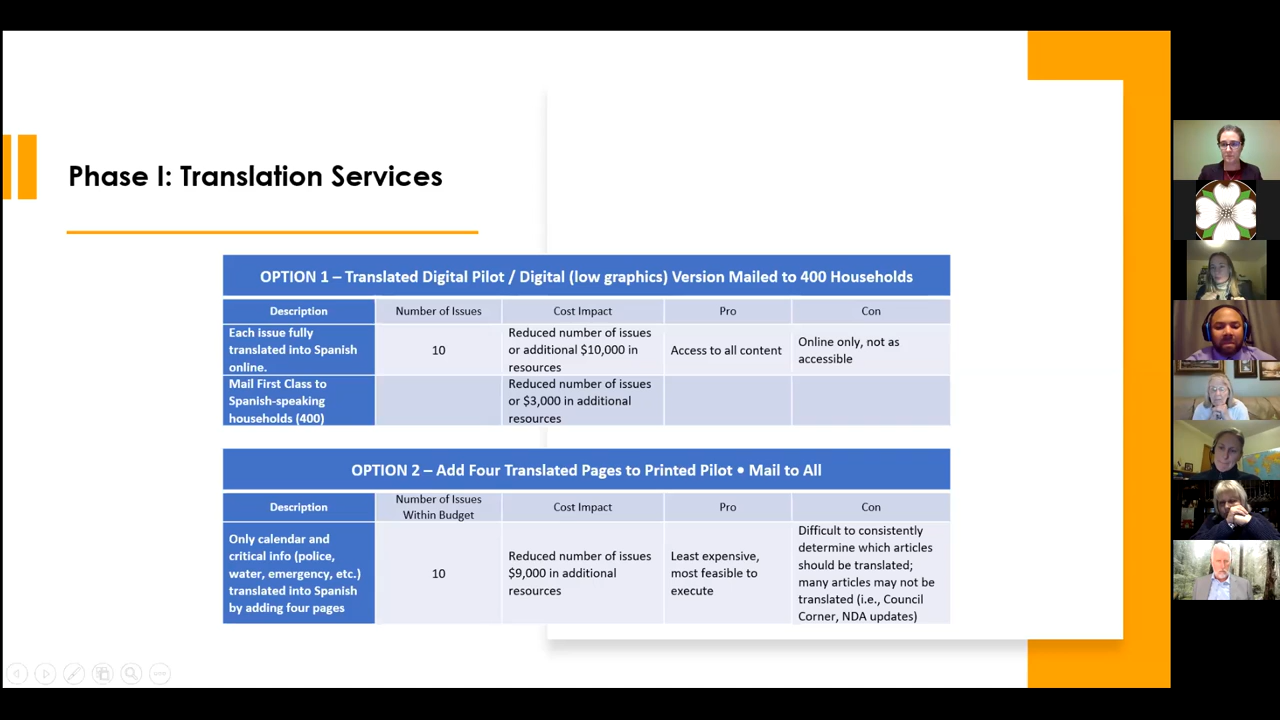 Phase I: Translation Services
OPTION 1 – Translated Digital Pilot / Digital (low graphics) Version Mailed to 400 Households
Description
Number of Issues
Cost Impact
Pro
Con
Each issue fully
translated into Spanish
online.
10
Reduced number of issues
or additional $10,000 in
resources
Access to all content
Online only, not as
accessible
Mail First Class to
Spanish-speaking
households (400)
Reduced number of issues
or $3,000 in additional
resources
OPTION 2 – Add Four Translated Pages to Printed Pilot • Mail to All
Description
Number of Issues
Within Budget
Cost Impact
Pro
Con
Only calendar and
critical info (police,
water, emergency, etc.)
translated into Spanish
by adding four pages
10
Reduced number of issues
$9,000 in additional
resources
Least expensive,
most feasible to
execute
Difficult to consistently
determine which articles
should be translated;
many articles may not be
translated (i.e., Council
Corner, NDA updates)